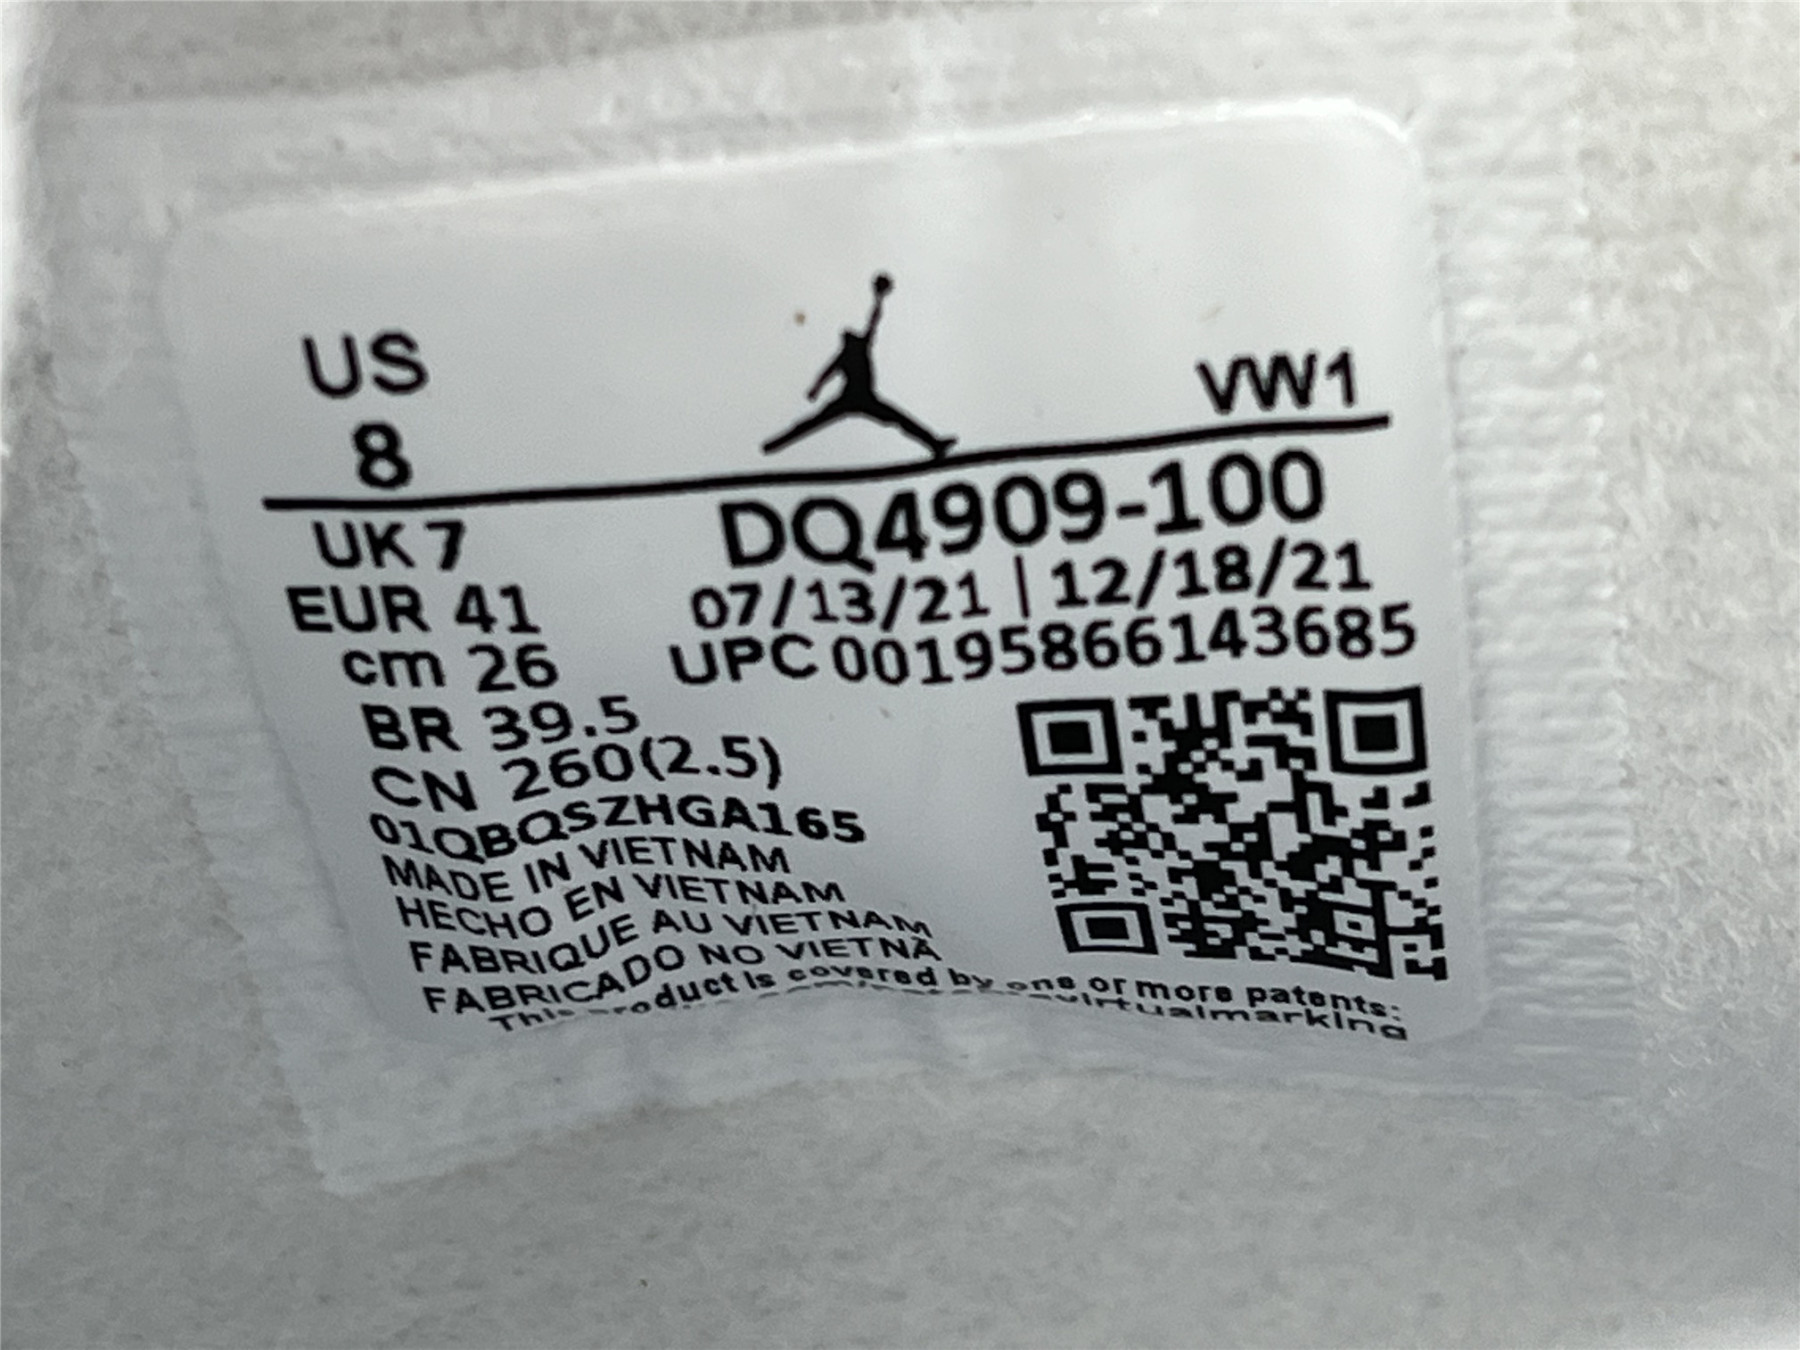 US
8
VW1
UK 7
EUR 41
cm 26
BR 39.5
CN 260(2.5)
01QBQSZHGA165
MADE IN VIETNAM
HECHO EN VIETNAM
FABRIQUE AU VIETNAM
FABRICADO NO VIETNÃ
DQ4909-100
07/13/21 | 12/18/21
UPC 00195866143685
This product is covered by one or more patents:
virtualmarking